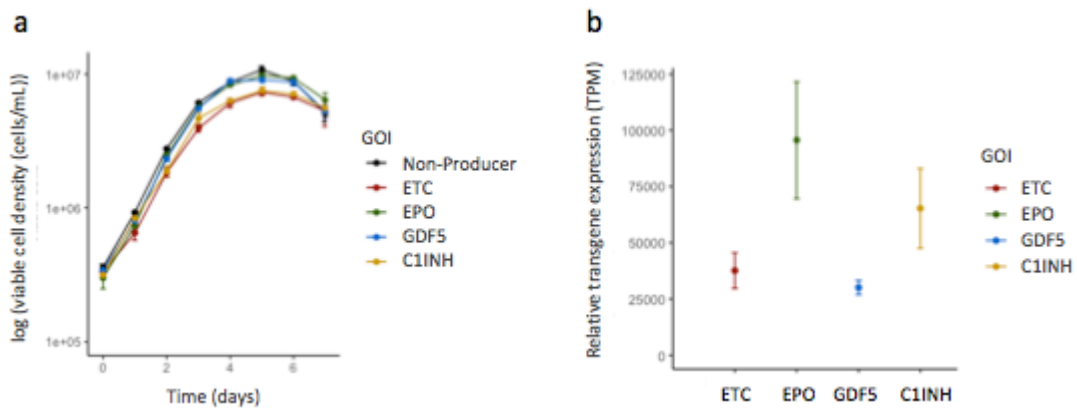 a
log (viable cell density (cells/mL))
1e+07
1e+06
1e+05
0
2
4
6
Time (days)
GOI
Non-Producer
ETC
EPO
GDF5
C1INH
b
Relative transgene expression (TPM)
125000
100000
75000
50000
25000
0
ETC
EPO
GDF5
C1INH
GOI
ETC
EPO
GDF5
C1INH